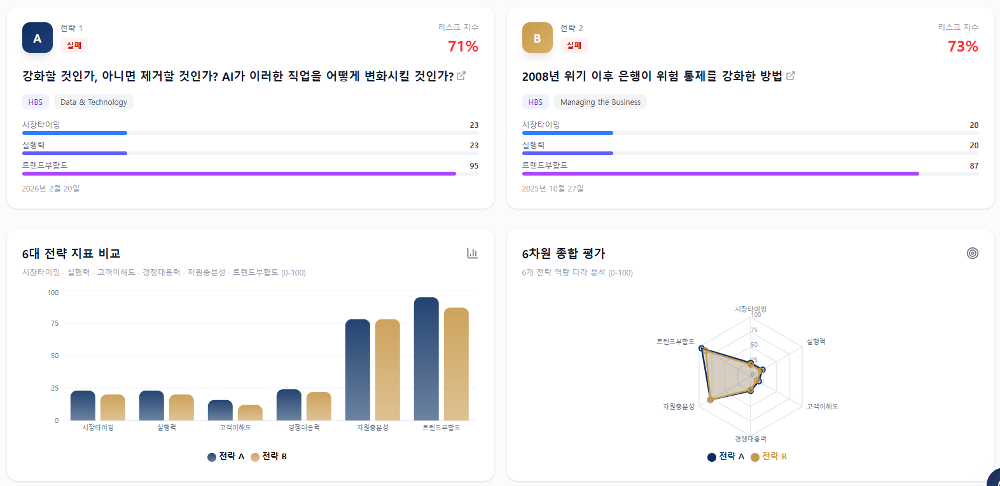 A
전략 1
실패
리스크 지수
71%
강화할 것인가, 아니면 제거할 것인가? AI가 이러한 직업을 어떻게 변화시킬 것인가?
HBS
Data & Technology
시장타이밍
23
실행력
23
트렌드부합도
95
2026년 2월 20일
B
전략 2
실패
리스크 지수
73%
2008년 위기 이후 은행이 위험 통제를 강화한 방법
HBS
Managing the Business
시장타이밍
20
실행력
20
트렌드부합도
87
2025년 10월 27일
6대 전략 지표 비교
시장타이밍 · 실행력 · 고객이해도 · 경쟁대응력 · 자원충분성 · 트렌드부합도 (0-100)
100
75
50
25
0
시장타이밍
실행력
고객이해도
경쟁대응력
자원충분성
트렌드부합도
전략 A
전략 B
6차원 종합 평가
6개 전략 역량 다각 분석 (0-100)
시장타이밍
100
75
50
25
0
트렌드부합도
실행력
자원충분성
고객이해도
경쟁대응력
전략 A
전략 B